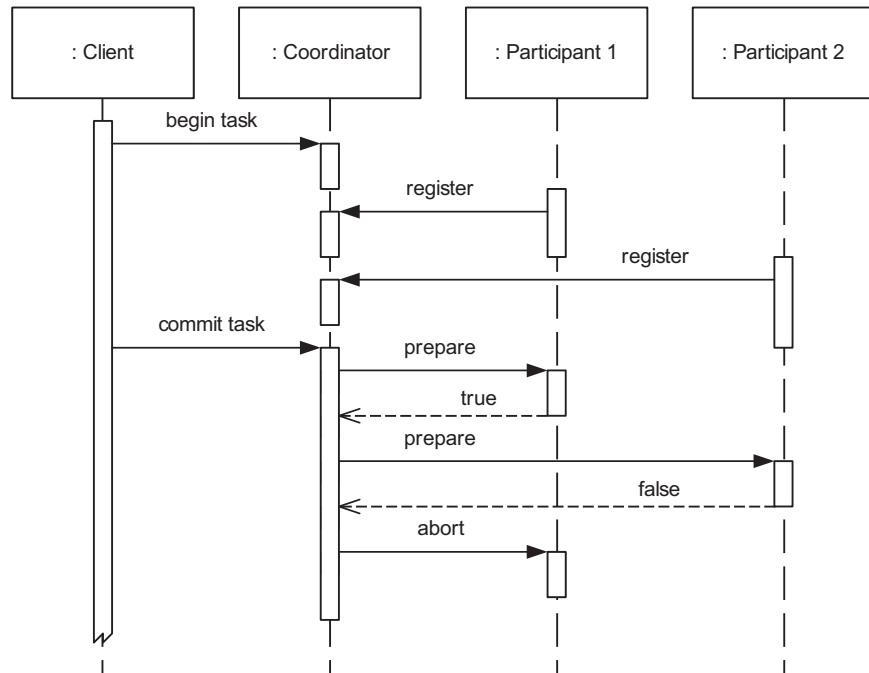 : Client
: Coordinator
: Participant 1
: Participant 2
begin task
register
register
commit task
prepare
true
prepare
false
abort